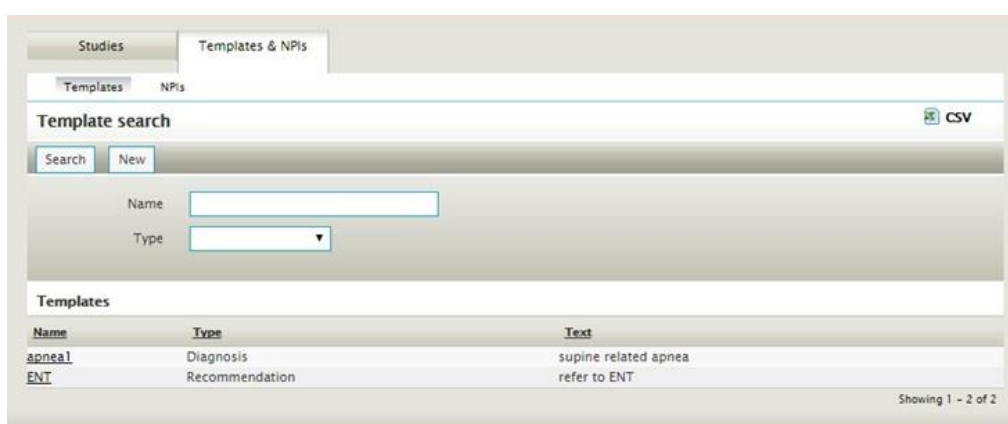 Studies Templates & NPIs
Templates NPIs
Template search CSV
Search New
Name
Type
Templates
Name Type Text
apnea1 Diagnosis supine related apnea
ENT Recommendation refer to ENT
Showing 1 - 2 of 2